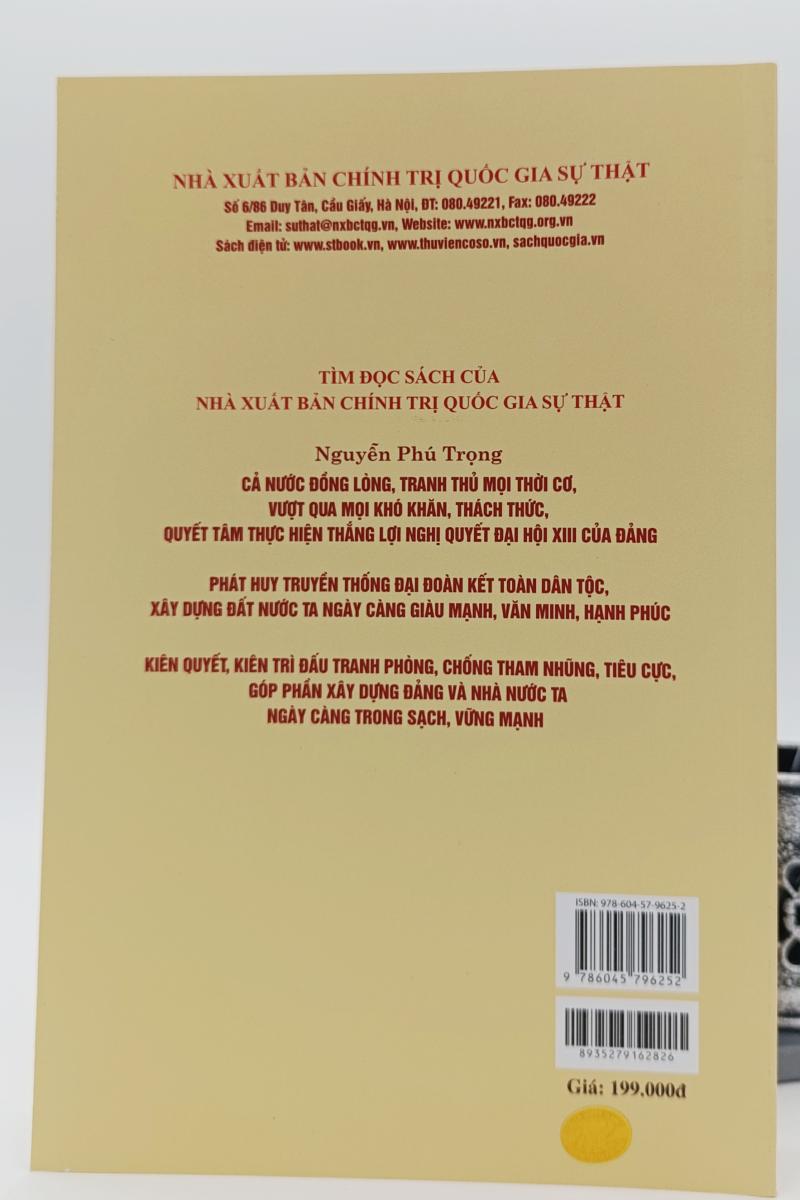 NHÀ XUẤT BẢN CHÍNH TRỊ QUỐC GIA SỰ THẬT
Số 6/86 Duy Tân, Cầu Giấy, Hà Nội, ĐT: 080.49221, Fax: 080.49222
Email: suthat@nxbctqg.vn, Website: www.nxbctqg.org.vn
Sách điện tử: www.stbook.vn, www.thuviencoso.vn, sachquocgia.vn
TÌM ĐỌC SÁCH CỦA
NHÀ XUẤT BẢN CHÍNH TRỊ QUỐC GIA SỰ THẬT
Nguyễn Phú Trọng
CẢ NƯỚC ĐỒNG LÒNG, TRANH THỦ MỌI THỜI CƠ,
VƯỢT QUA MỌI KHÓ KHĂN, THÁCH THỨC,
QUYẾT TÂM THỰC HIỆN THẮNG LỢI NGHỊ QUYẾT ĐẠI HỘI XIII CỦA ĐẢNG
PHÁT HUY TRUYỀN THỐNG ĐẠI ĐOÀN KẾT TOÀN DÂN TỘC,
XÂY DỰNG ĐẤT NƯỚC TA NGÀY CÀNG GIÀU MẠNH, VĂN MINH, HẠNH PHÚC
KIÊN QUYẾT, KIÊN TRÌ ĐẤU TRANH PHÒNG, CHỐNG THAM NHŨNG, TIÊU CỰC,
GÓP PHẦN XÂY DỰNG ĐẢNG VÀ NHÀ NƯỚC TA
NGÀY CÀNG TRONG SẠCH, VỮNG MẠNH
ISBN: 978-604-57-9625-2
9 786045 796252
8935279162826
Giá: 199.000đ